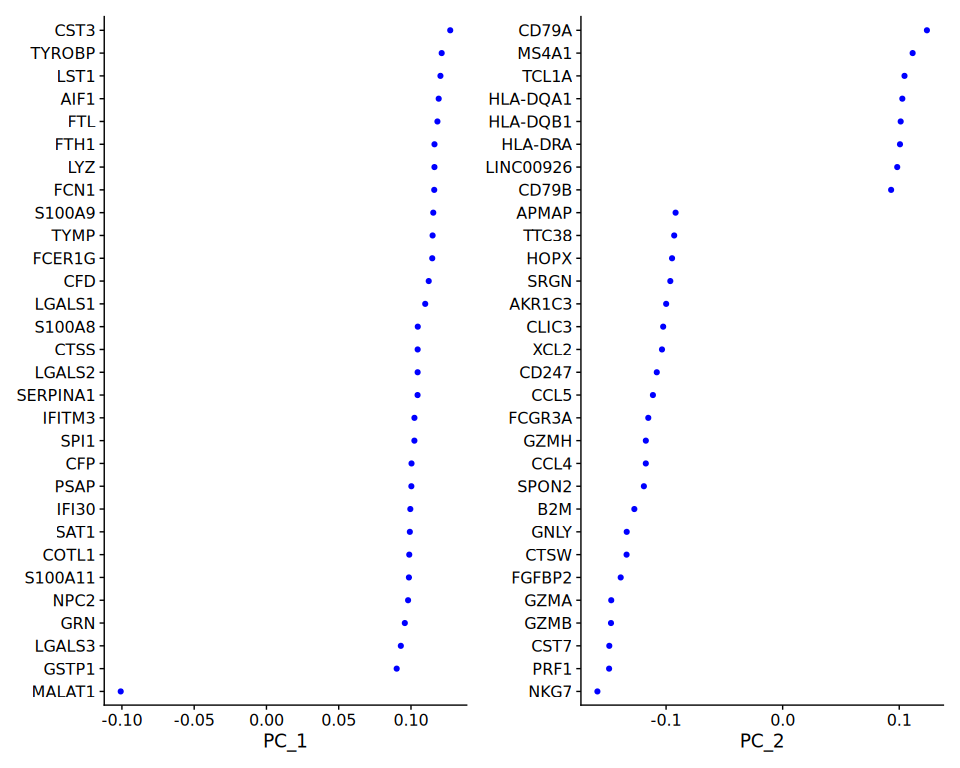 CST3
TYROBP
LST1
AIF1
FTL
FTH1
LYZ
FCN1
S100A9
TYMP
FCER1G
CFD
LGALS1
S100A8
CTSS
LGALS2
SERPINA1
IFITM3
SPI1
CFP
PSAP
IFI30
SAT1
COTL1
S100A11
NPC2
GRN
LGALS3
GSTP1
MALAT1
-0.10 -0.05 0.00 0.05 0.10
PC_1
CD79A
MS4A1
TCL1A
HLA-DQA1
HLA-DQB1
HLA-DRA
LINC00926
CD79B
APMAP
TTC38
HOPX
SRGN
AKR1C3
CLIC3
XCL2
CD247
CCL5
FCGR3A
GZMH
CCL4
SPON2
B2M
GNLY
CTSW
FGFBP2
GZMA
GZMB
CST7
PRF1
NKG7
-0.1 0.0 0.1
PC_2